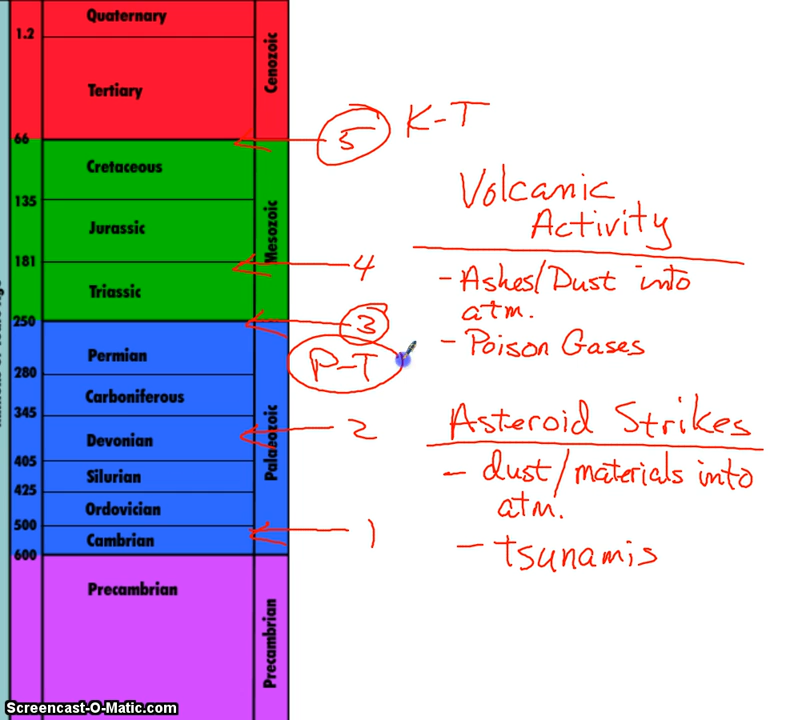 Quaternary
1.2
Cenozoic
Tertiary
5
K-T
66
Cretaceous
135
Jurassic
Mesozoic
181
4
Triassic
250
3
Permian
P-T
280
Carboniferous
345
Devonian
2
Palaeozoic
405
Silurian
425
Ordovician
500
Cambrian
1
600
Precambrian
Precambrian
Volcanic
Activity
- Ashes/Dust into
atm.
- Poison Gases
Asteroid Strikes
- dust/materials into
atm.
- tsunamis
Screencast-O-Matic.com